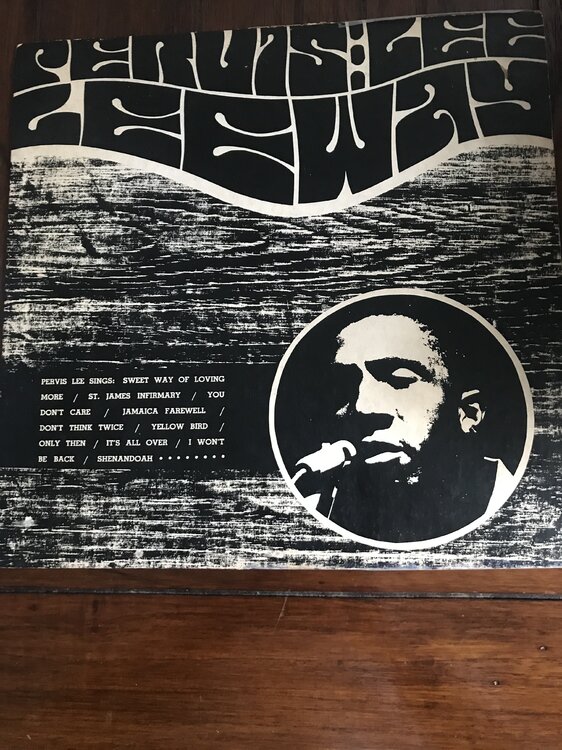 PERVIS LEE
LEEWAY
PERVIS LEE SINGS: SWEET WAY OF LOVING
MORE / ST. JAMES INFIRMARY / YOU
DON'T CARE / JAMAICA FAREWELL /
DON'T THINK TWICE / YELLOW BIRD /
ONLY THEN / IT'S ALL OVER / I WON'T
BE BACK / SHENANDOAH • • • • • • • •